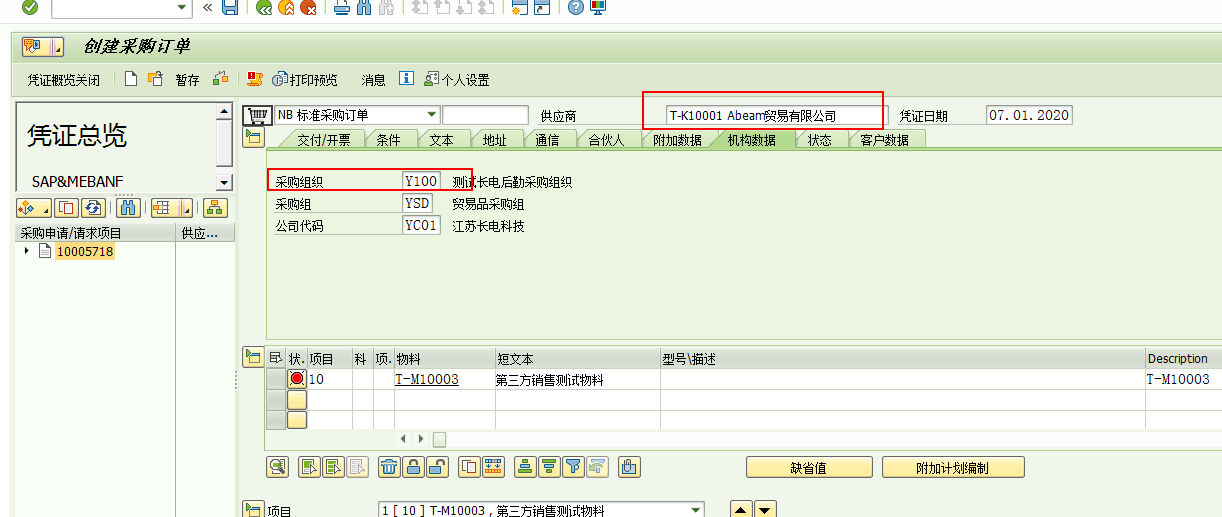 创建采购订单
凭证概览关闭 暂存 打印预览 消息 个人设置
凭证总览
SAP&MEBANF
采购申请/请求项目 供应...
10005718
NB 标准采购订单 供应商 T-K10001 Abeam贸易有限公司 凭证日期 07.01.2020
交付/开票 条件 文本 地址 通信 合伙人 附加数据 机构数据 状态 客户数据
采购组织 Y100 测试长电后勤采购组织
采购组 YSD 贸易品采购组
公司代码 YC01 江苏长电科技
状. 项目 科 项. 物料 短文本 型号\描述 Description
10 T-M10003 第三方销售测试物料 T-M10003
缺省值 附加计划编制
项目 1 [ 10 ] T-M10003 , 第三方销售测试物料